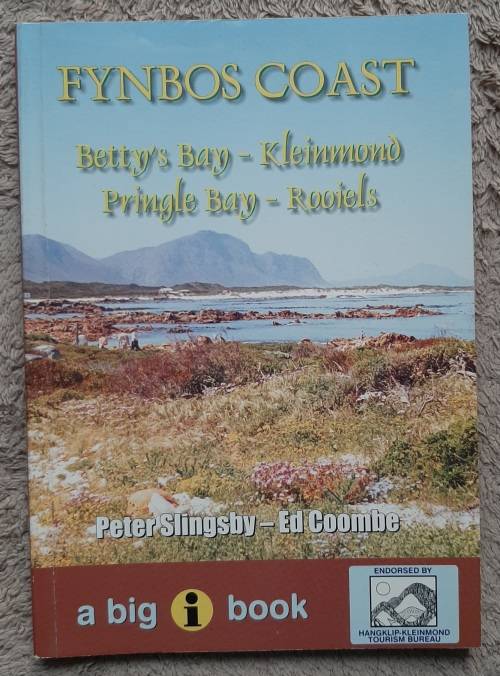 FYNBOS COAST
Betty's Bay - Kleinmond
Pringle Bay - Rooiels
Peter Slingsby – Ed Coombe
a big i book
ENDORSED BY
HANGKLIP-KLEINMOND
TOURISM BUREAU